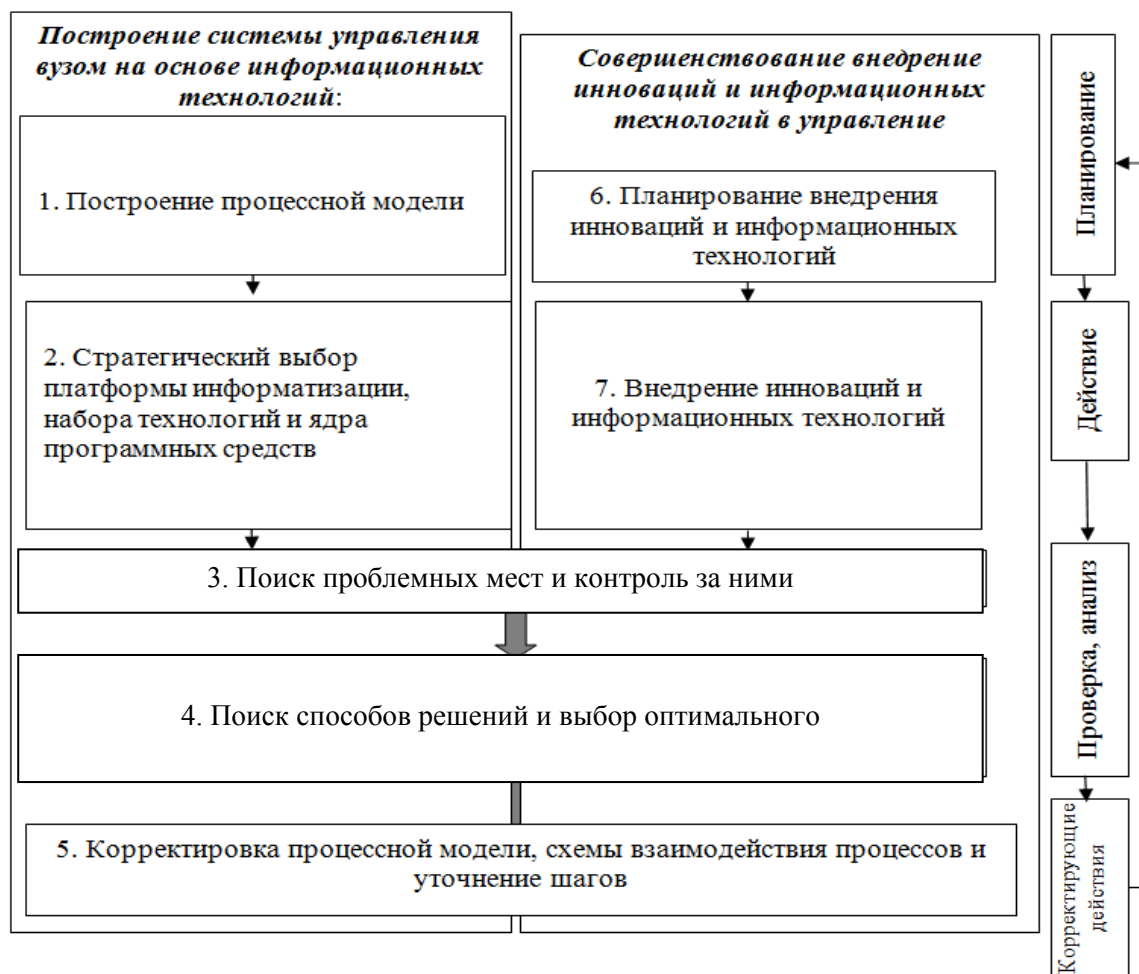 Построение системы управления
вузом на основе информационных
технологий:
1. Построение процессной модели
2. Стратегический выбор
платформы информатизации,
набора технологий и ядра
программных средств
Совершенствование внедрение
инноваций и информационных
технологий в управление
6. Планирование внедрения
инноваций и информационных
технологий
7. Внедрение инноваций и
информационных технологий
3. Поиск проблемных мест и контроль за ними
4. Поиск способов решений и выбор оптимального
5. Корректировка процессной модели, схемы взаимодействия процессов и
уточнение шагов
Планирование
Действие
Проверка, анализ
Корректирующие
действия